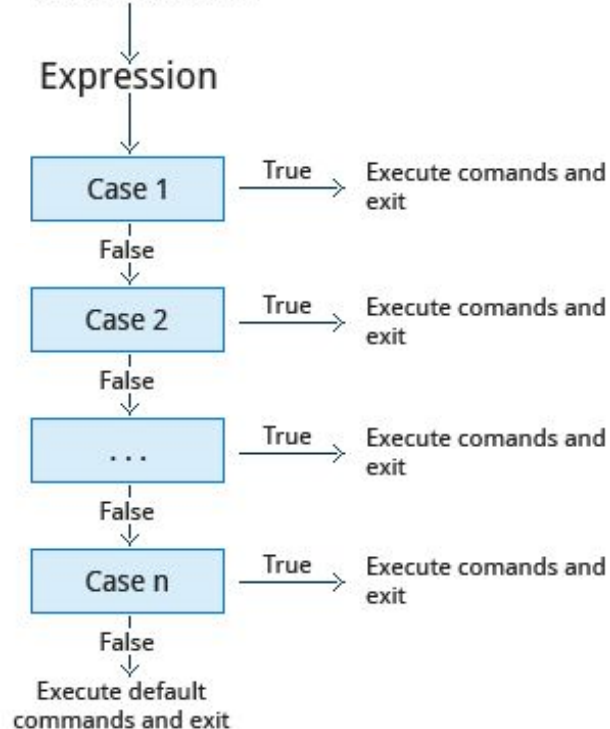 Expression
Case 1
True
Execute comands and
exit
False
Case 2
True
Execute comands and
exit
False
...
True
Execute comands and
exit
False
Case n
True
Execute comands and
exit
False
Execute default
commands and exit